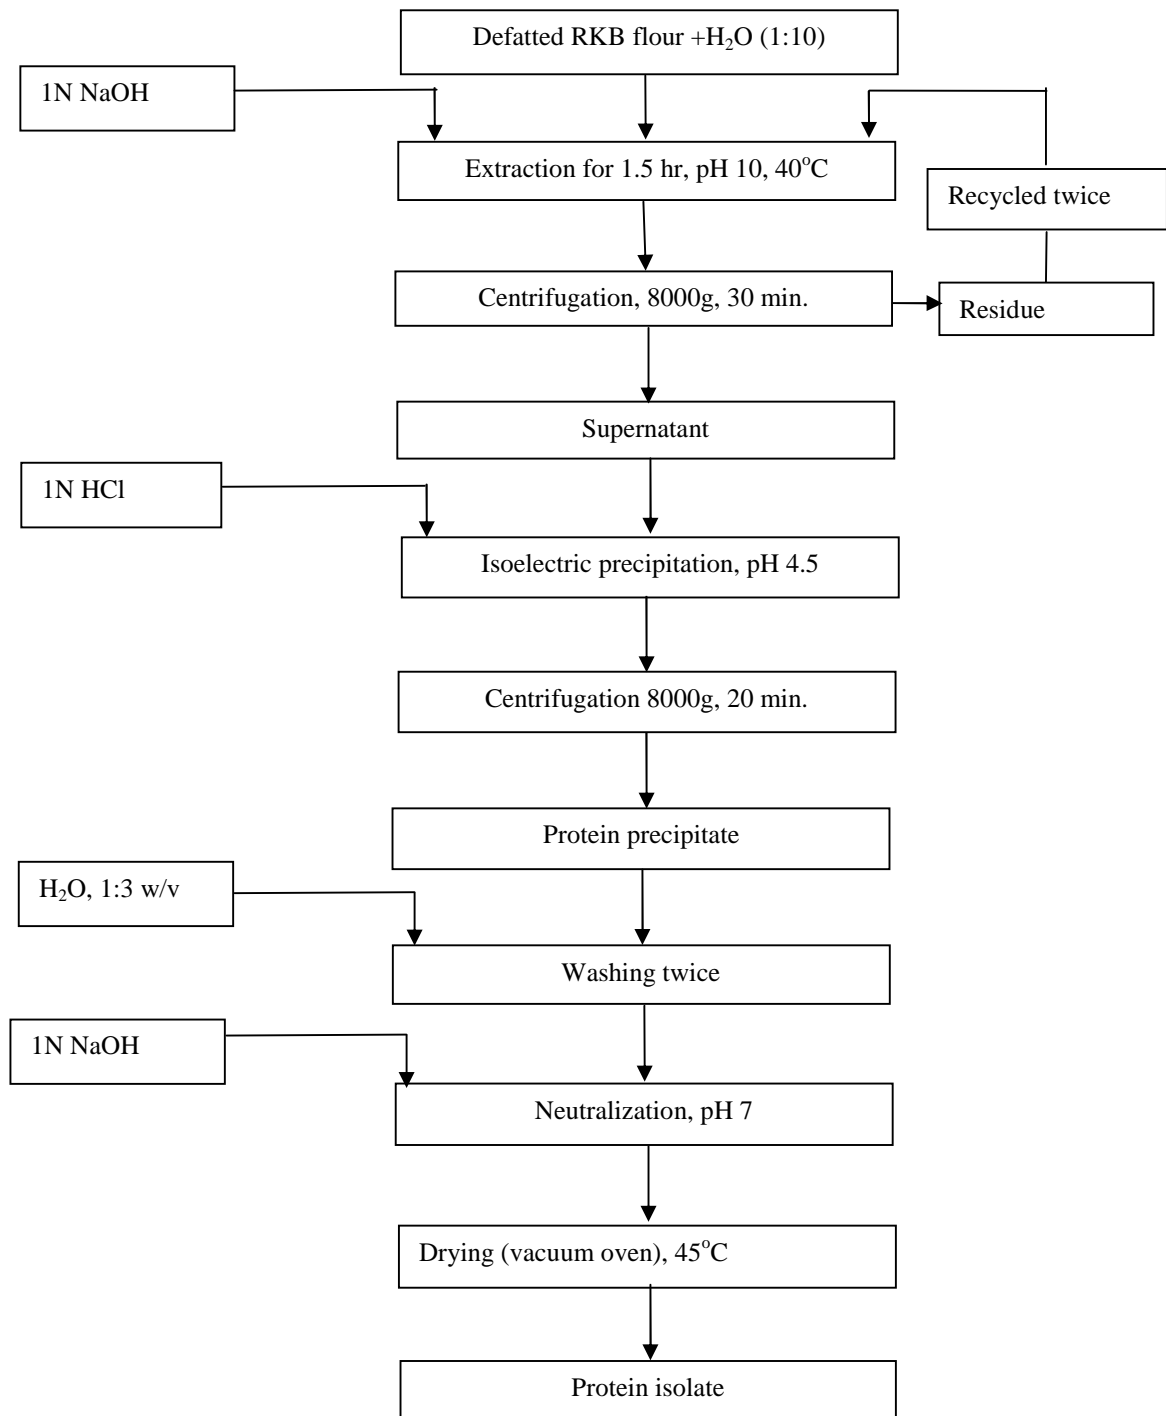 Defatted RKB flour +H₂O (1:10)
1N NaOH
Extraction for 1.5 hr, pH 10, 40°C
Recycled twice
Centrifugation, 8000g, 30 min.
Residue
Supernatant
1N HCl
Isoelectric precipitation, pH 4.5
Centrifugation 8000g, 20 min.
Protein precipitate
H₂O, 1:3 w/v
Washing twice
1N NaOH
Neutralization, pH 7
Drying (vacuum oven), 45°C
Protein isolate